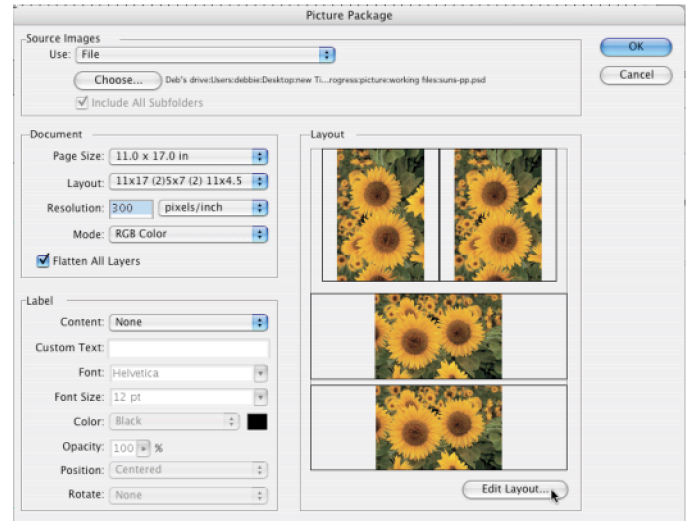 Picture Package
Source Images
Use: File
OK
Choose... Deb's drive:Users:debbie:Desktop:new Ti...rogress:picture:working files:suns-pp.psd
Cancel
Include All Subfolders
Document
Page Size: 11.0 x 17.0 in
Layout: 11x17 (2)5x7 (2) 11x4.5
Resolution: 300 pixels/inch
Mode: RGB Color
Flatten All Layers
Label
Content: None
Custom Text:
Font: Helvetica
Font Size: 12 pt
Color: Black
Opacity: 100 %
Position: Centered
Rotate: None
Layout
Edit Layout...